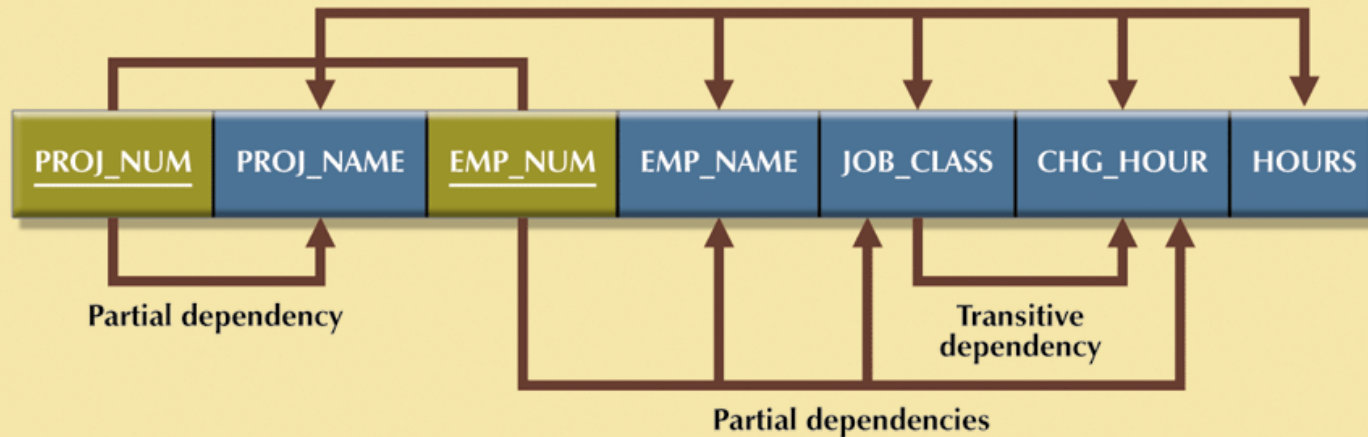 PROJ_NUM PROJ_NAME EMP_NUM EMP_NAME JOB_CLASS CHG_HOUR HOURS
Partial dependency
Transitive
dependency
Partial dependencies